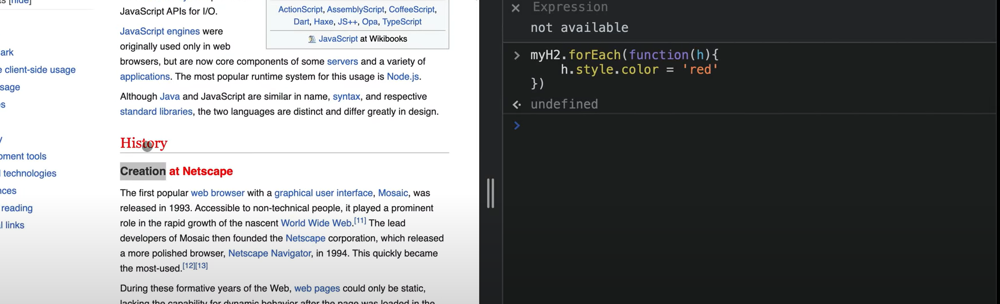 [hide]
ark
client-side usage
sage
s
y
oment tools
technologies
nces
reading
links
JavaScript APIs for I/O.
ActionScript, AssemblyScript, CoffeeScript,
Dart, Haxe, JS++, Opa, TypeScript
JavaScript at Wikibooks
JavaScript engines were
originally used only in web
browsers, but are now core components of some servers and a variety of
applications. The most popular runtime system for this usage is Node.js.
Although Java and JavaScript are similar in name, syntax, and respective
standard libraries, the two languages are distinct and differ greatly in design.
History
Creation at Netscape
The first popular web browser with a graphical user interface, Mosaic, was
released in 1993. Accessible to non-technical people, it played a prominent
role in the rapid growth of the nascent World Wide Web.[11] The lead
developers of Mosaic then founded the Netscape corporation, which released
a more polished browser, Netscape Navigator, in 1994. This quickly became
the most-used.[12][13]
During these formative years of the Web, web pages could only be static,
lacking the capability for dynamic behavior after the page was loaded in the
× Expression
not available
> myH2.forEach(function(h){
h.style.color = 'red'
})
undefined
>